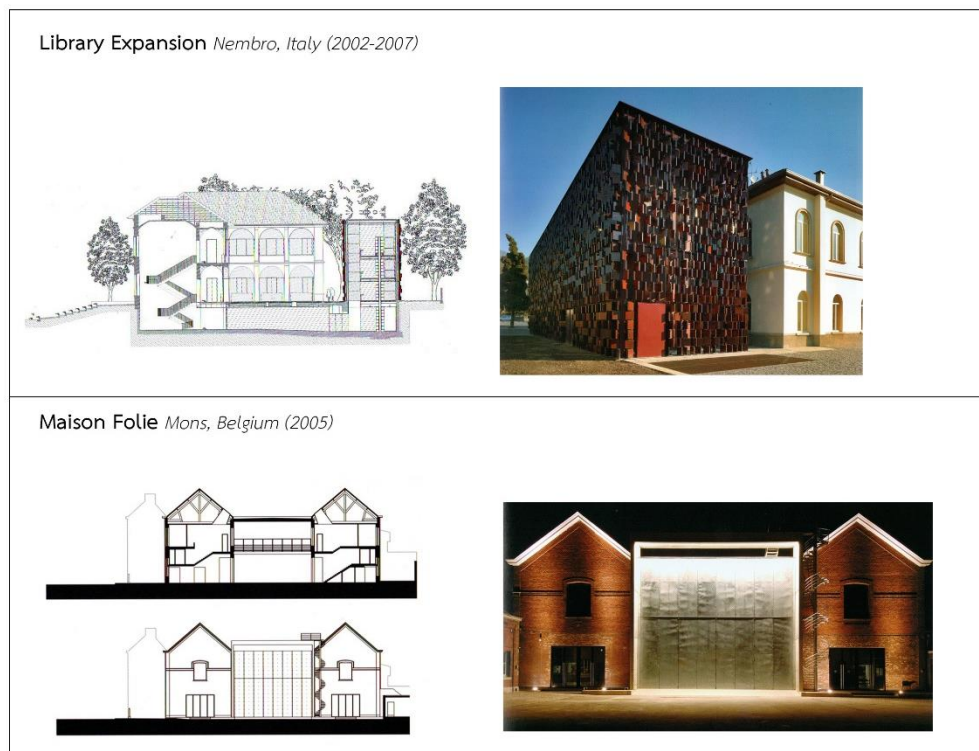 Library Expansion Nembro, Italy (2002-2007)
Maison Folie Mons, Belgium (2005)